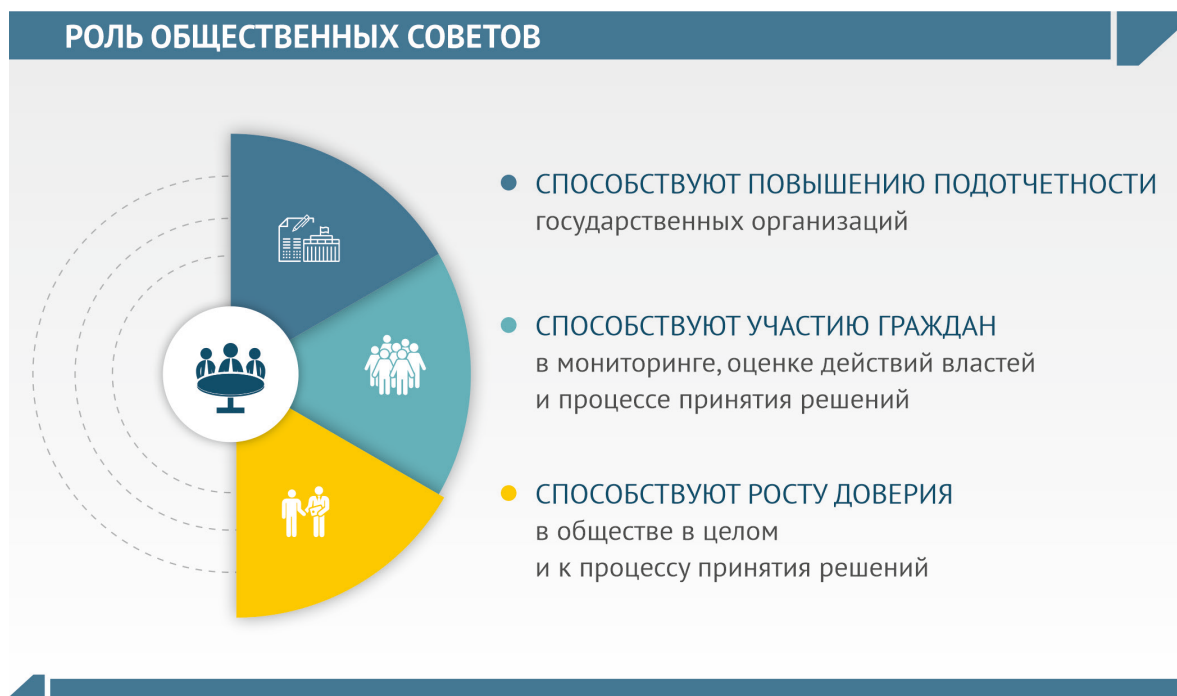 РОЛЬ ОБЩЕСТВЕННЫХ СОВЕТОВ
СПОСОБСТВУЮТ ПОВЫШЕНИЮ ПОДОТЧЕТНОСТИ
государственных организаций
СПОСОБСТВУЮТ УЧАСТИЮ ГРАЖДАН
в мониторинге, оценке действий властей
и процессе принятия решений
СПОСОБСТВУЮТ РОСТУ ДОВЕРИЯ
в обществе в целом
и к процессу принятия решений